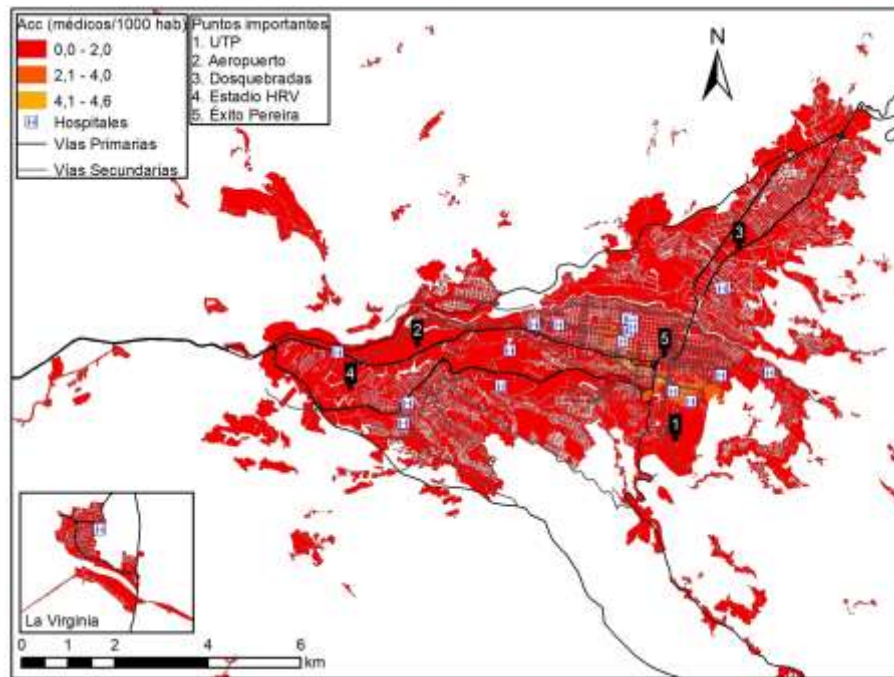 Acc (médicos/1000 hab)
0,0 - 2,0
2,1 - 4,0
4,1 - 4,6
H Hospitales
Vías Primarias
Vías Secundarias
Puntos importantes
1. UTP
2. Aeropuerto
3. Dosquebradas
4. Estadio HRV
5. Éxito Pereira
N
3
H
2
H H H
5
H H
4
H H H
H H
H
1
H
H
La Virginia
0 1 2 4 6
km